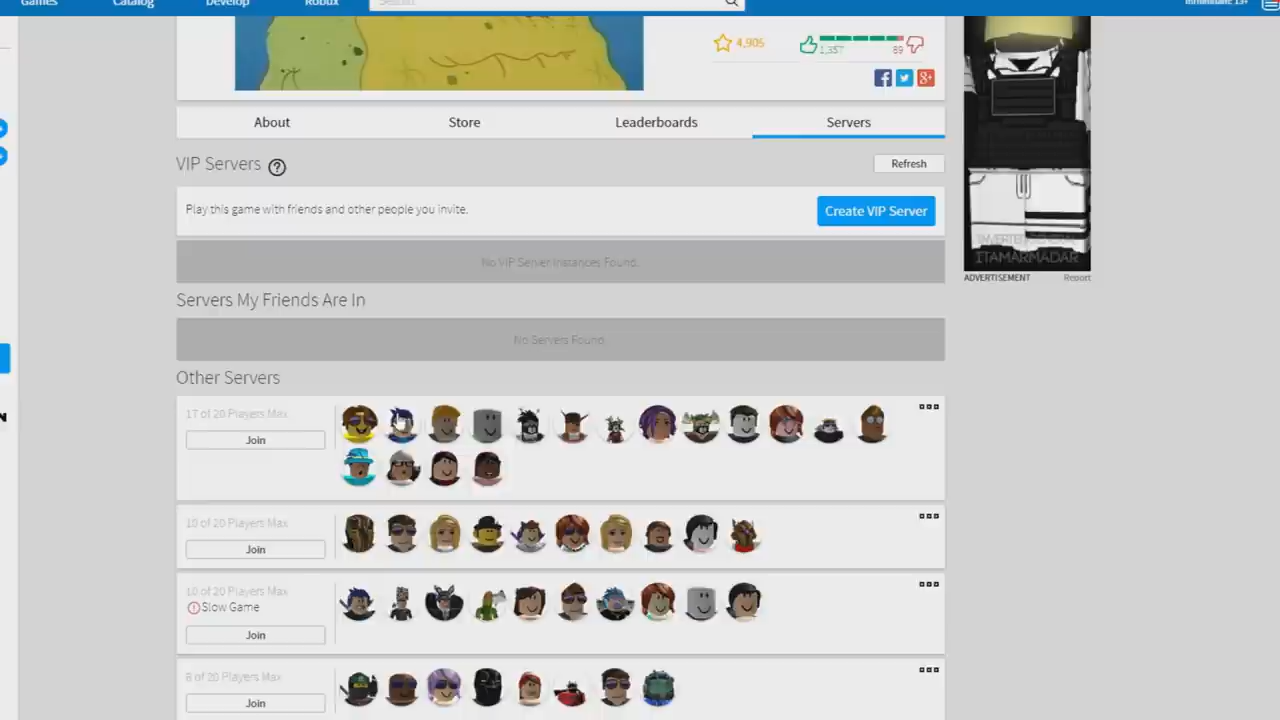 Games Catalog Develop Robux Search
4,905 1,357 89
About Store Leaderboards Servers
VIP Servers ? Refresh
Play this game with friends and other people you invite. Create VIP Server
No VIP Server Instances Found.
ITAMARMADAR
ADVERTISEMENT Report
Servers My Friends Are In
No Servers Found.
Other Servers
17 of 20 Players Max
Join
10 of 20 Players Max
Join
10 of 20 Players Max
Slow Game
Join
8 of 20 Players Max
Join